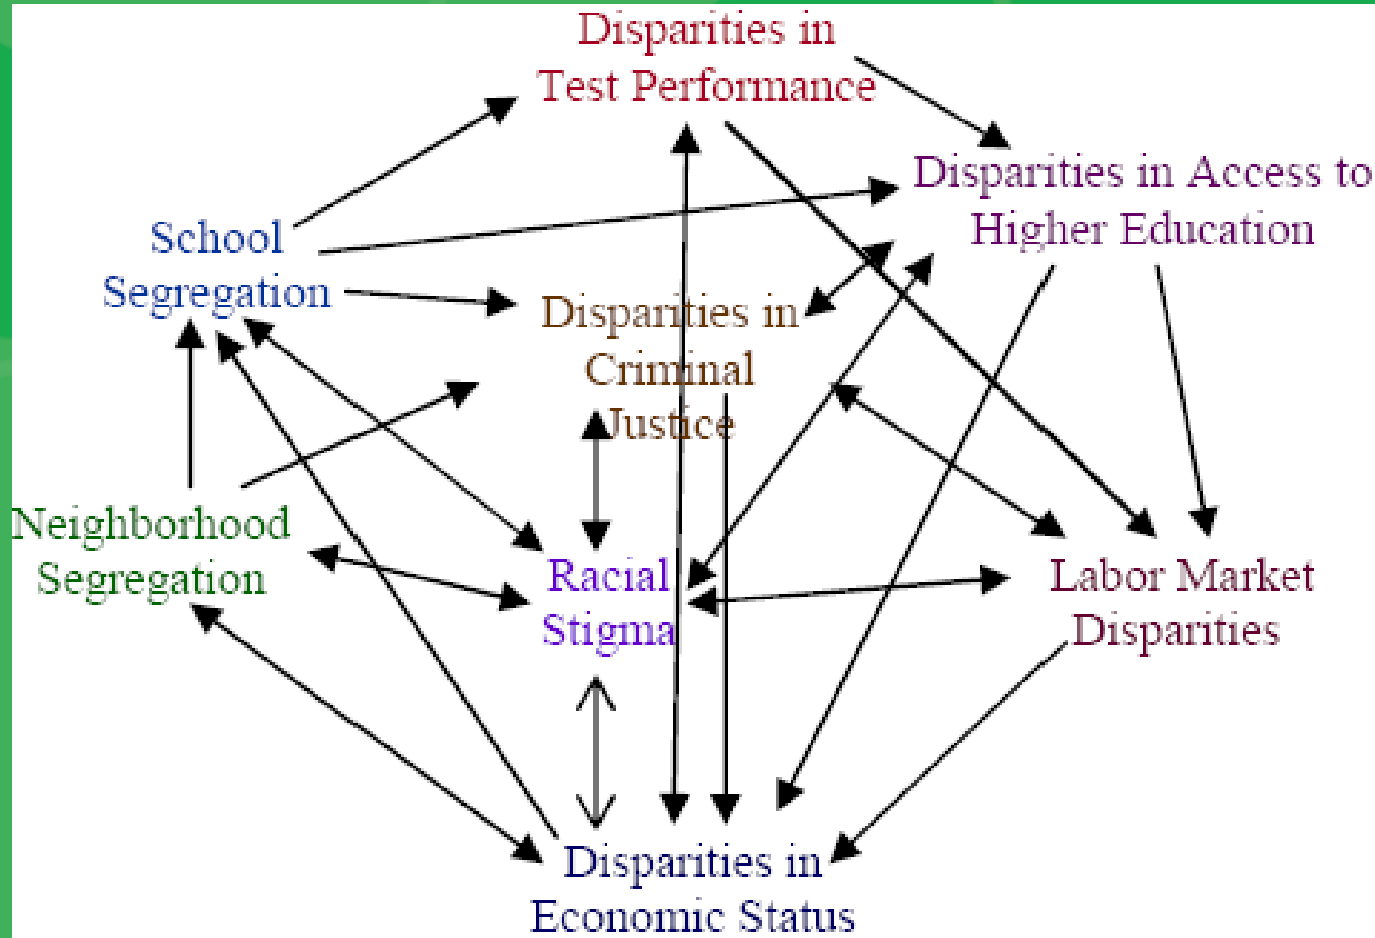 Disparities in
Test Performance
Disparities in Access to
Higher Education
School
Segregation
Disparities in
Criminal
Justice
Neighborhood
Segregation
Racial
Stigma
Labor Market
Disparities
Disparities in
Economic Status